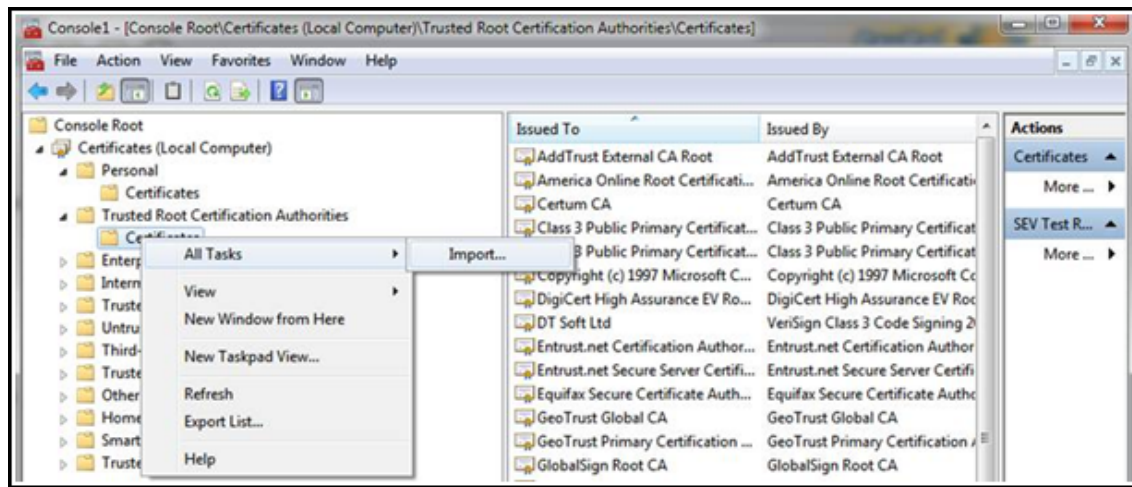 Console1 - [Console Root\Certificates (Local Computer)\Trusted Root Certification Authorities\Certificates]
File Action View Favorites Window Help
Console Root
Certificates (Local Computer)
Personal
Certificates
Trusted Root Certification Authorities
Certificates
Enterp
Intern
Truste
Untru
Third-
Truste
Other
Home
Smart
Truste
All Tasks
View
New Window from Here
New Taskpad View...
Refresh
Export List...
Help
Import...
Issued To Issued By
AddTrust External CA Root AddTrust External CA Root
America Online Root Certificati... America Online Root Certificati
Certum CA Certum CA
Class 3 Public Primary Certificat... Class 3 Public Primary Certificat
3 Public Primary Certificat... Class 3 Public Primary Certificat
Copyright (c) 1997 Microsoft C... Copyright (c) 1997 Microsoft Cc
DigiCert High Assurance EV Ro... DigiCert High Assurance EV Roc
DT Soft Ltd VeriSign Class 3 Code Signing 2
Entrust.net Certification Author... Entrust.net Certification Author
Entrust.net Secure Server Certifi... Entrust.net Secure Server Certifi
Equifax Secure Certificate Auth... Equifax Secure Certificate Autho
GeoTrust Global CA GeoTrust Global CA
GeoTrust Primary Certification ... GeoTrust Primary Certification
GlobalSign Root CA GlobalSign Root CA
Actions
Certificates
More ...
SEV Test R...
More ...